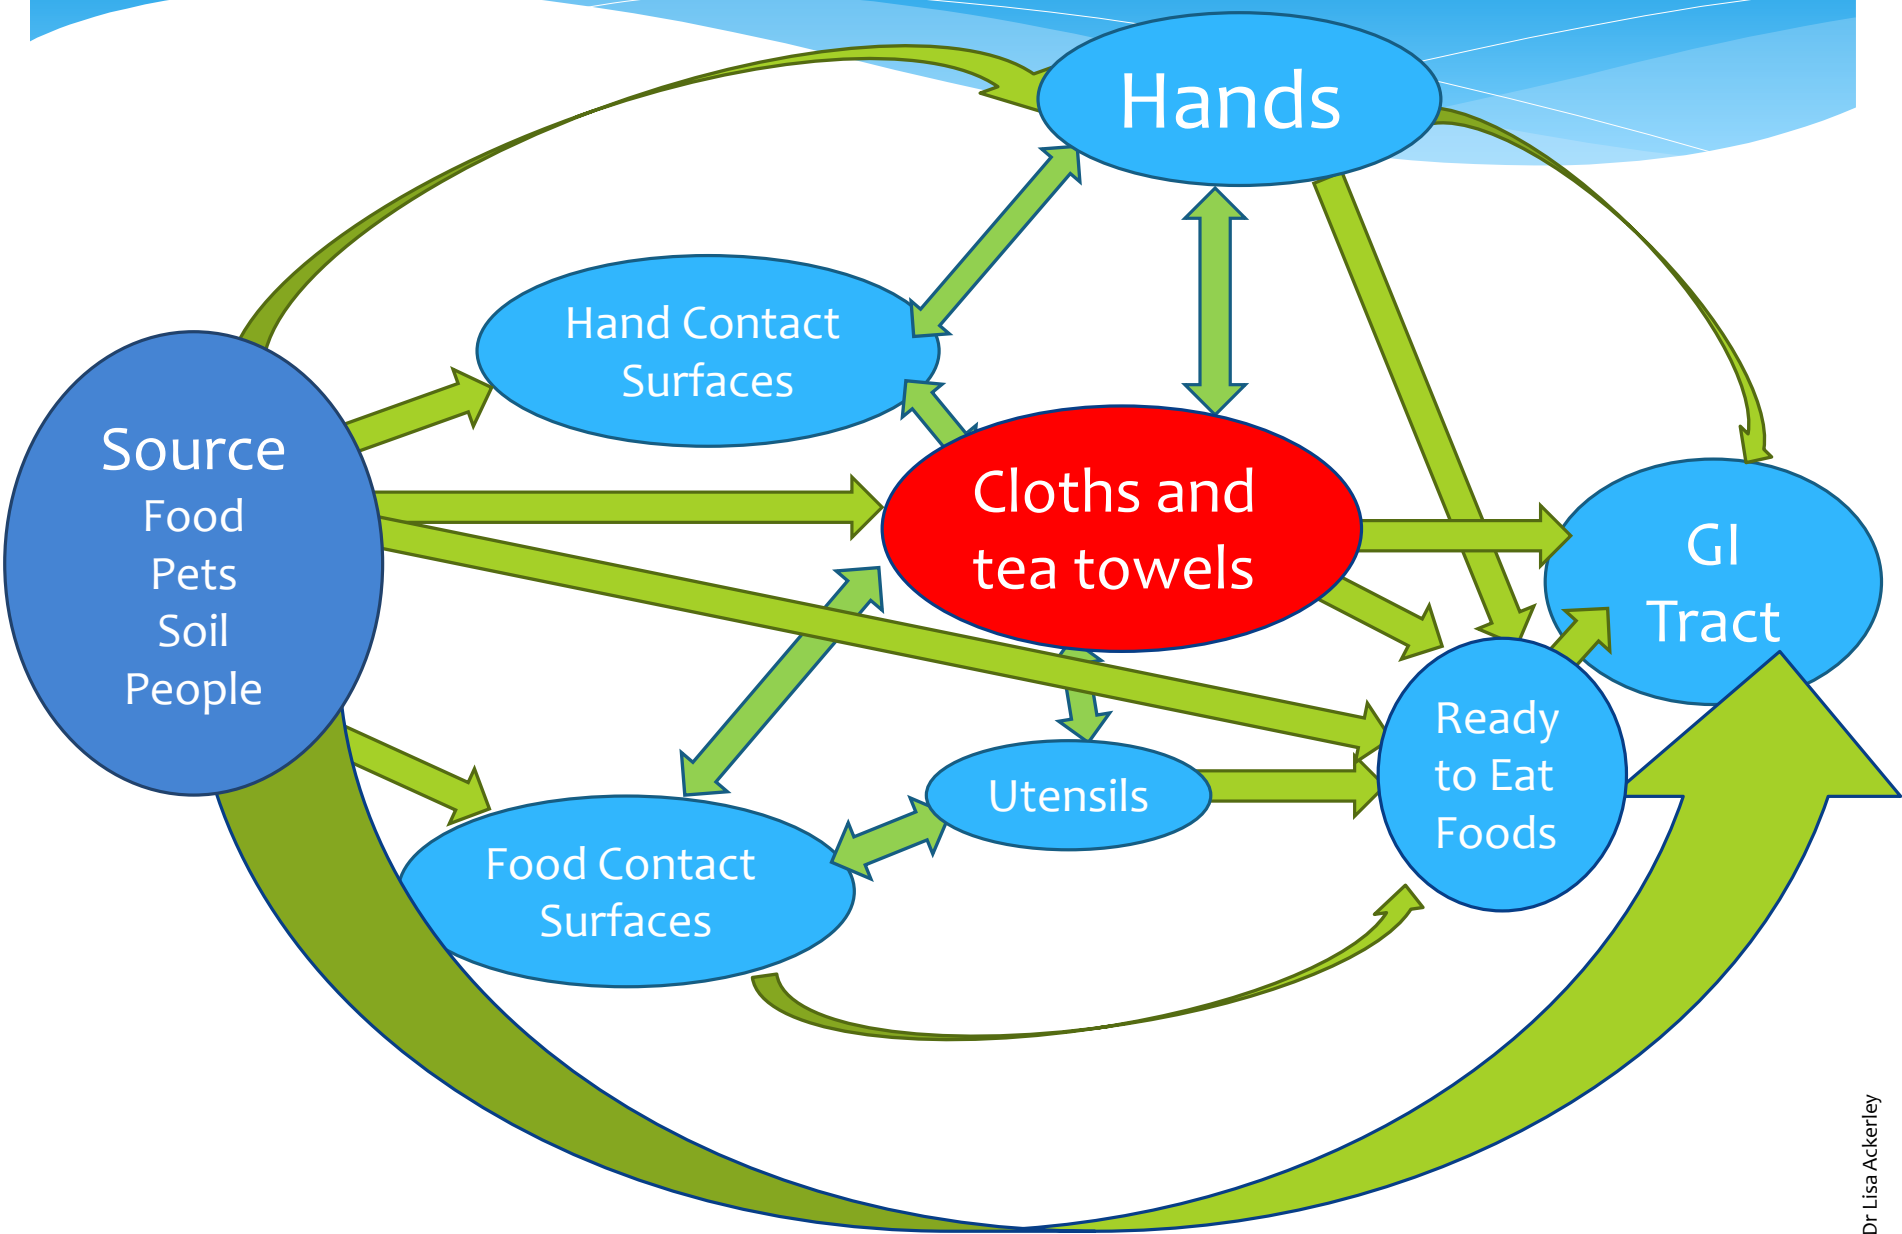 Hands
Hand Contact
Surfaces
Source
Food
Pets
Soil
People
Cloths and
tea towels
GI
Tract
Ready
to Eat
Foods
Utensils
Food Contact
Surfaces
Dr Lisa Ackerley